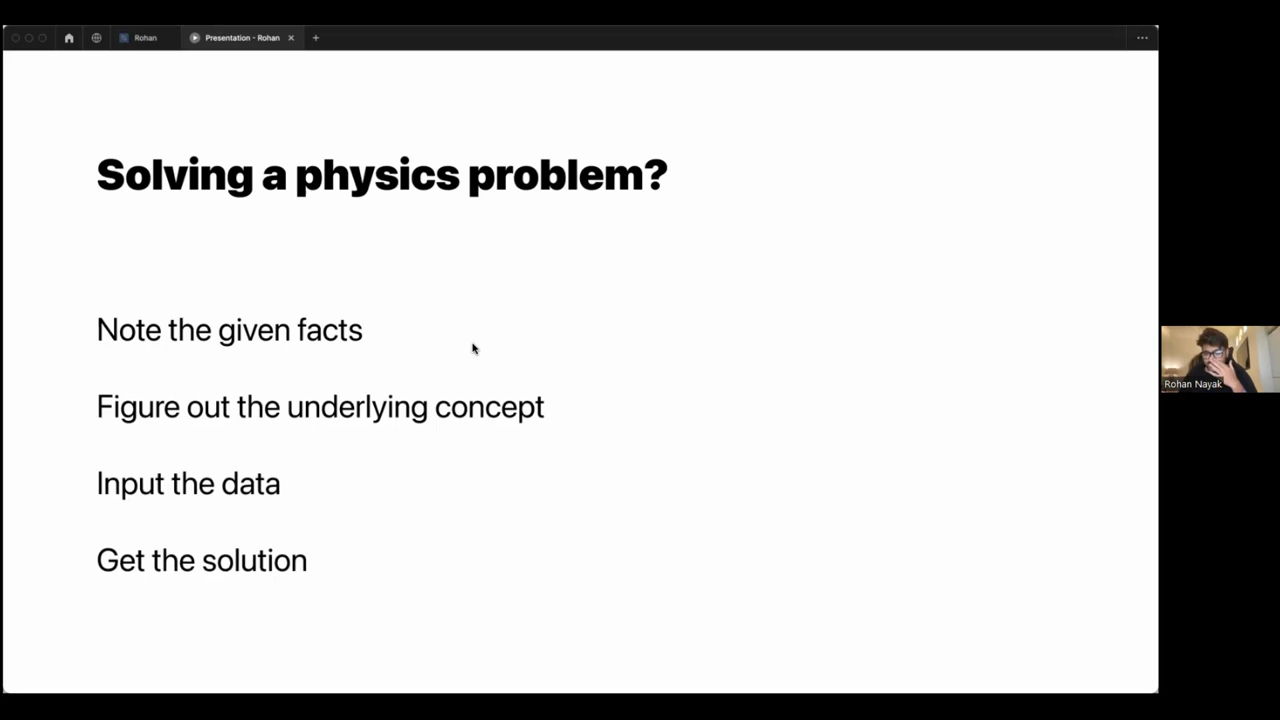 Rohan
Presentation - Rohan
Solving a physics problem?
Note the given facts
Figure out the underlying concept
Input the data
Get the solution
Rohan Nayak